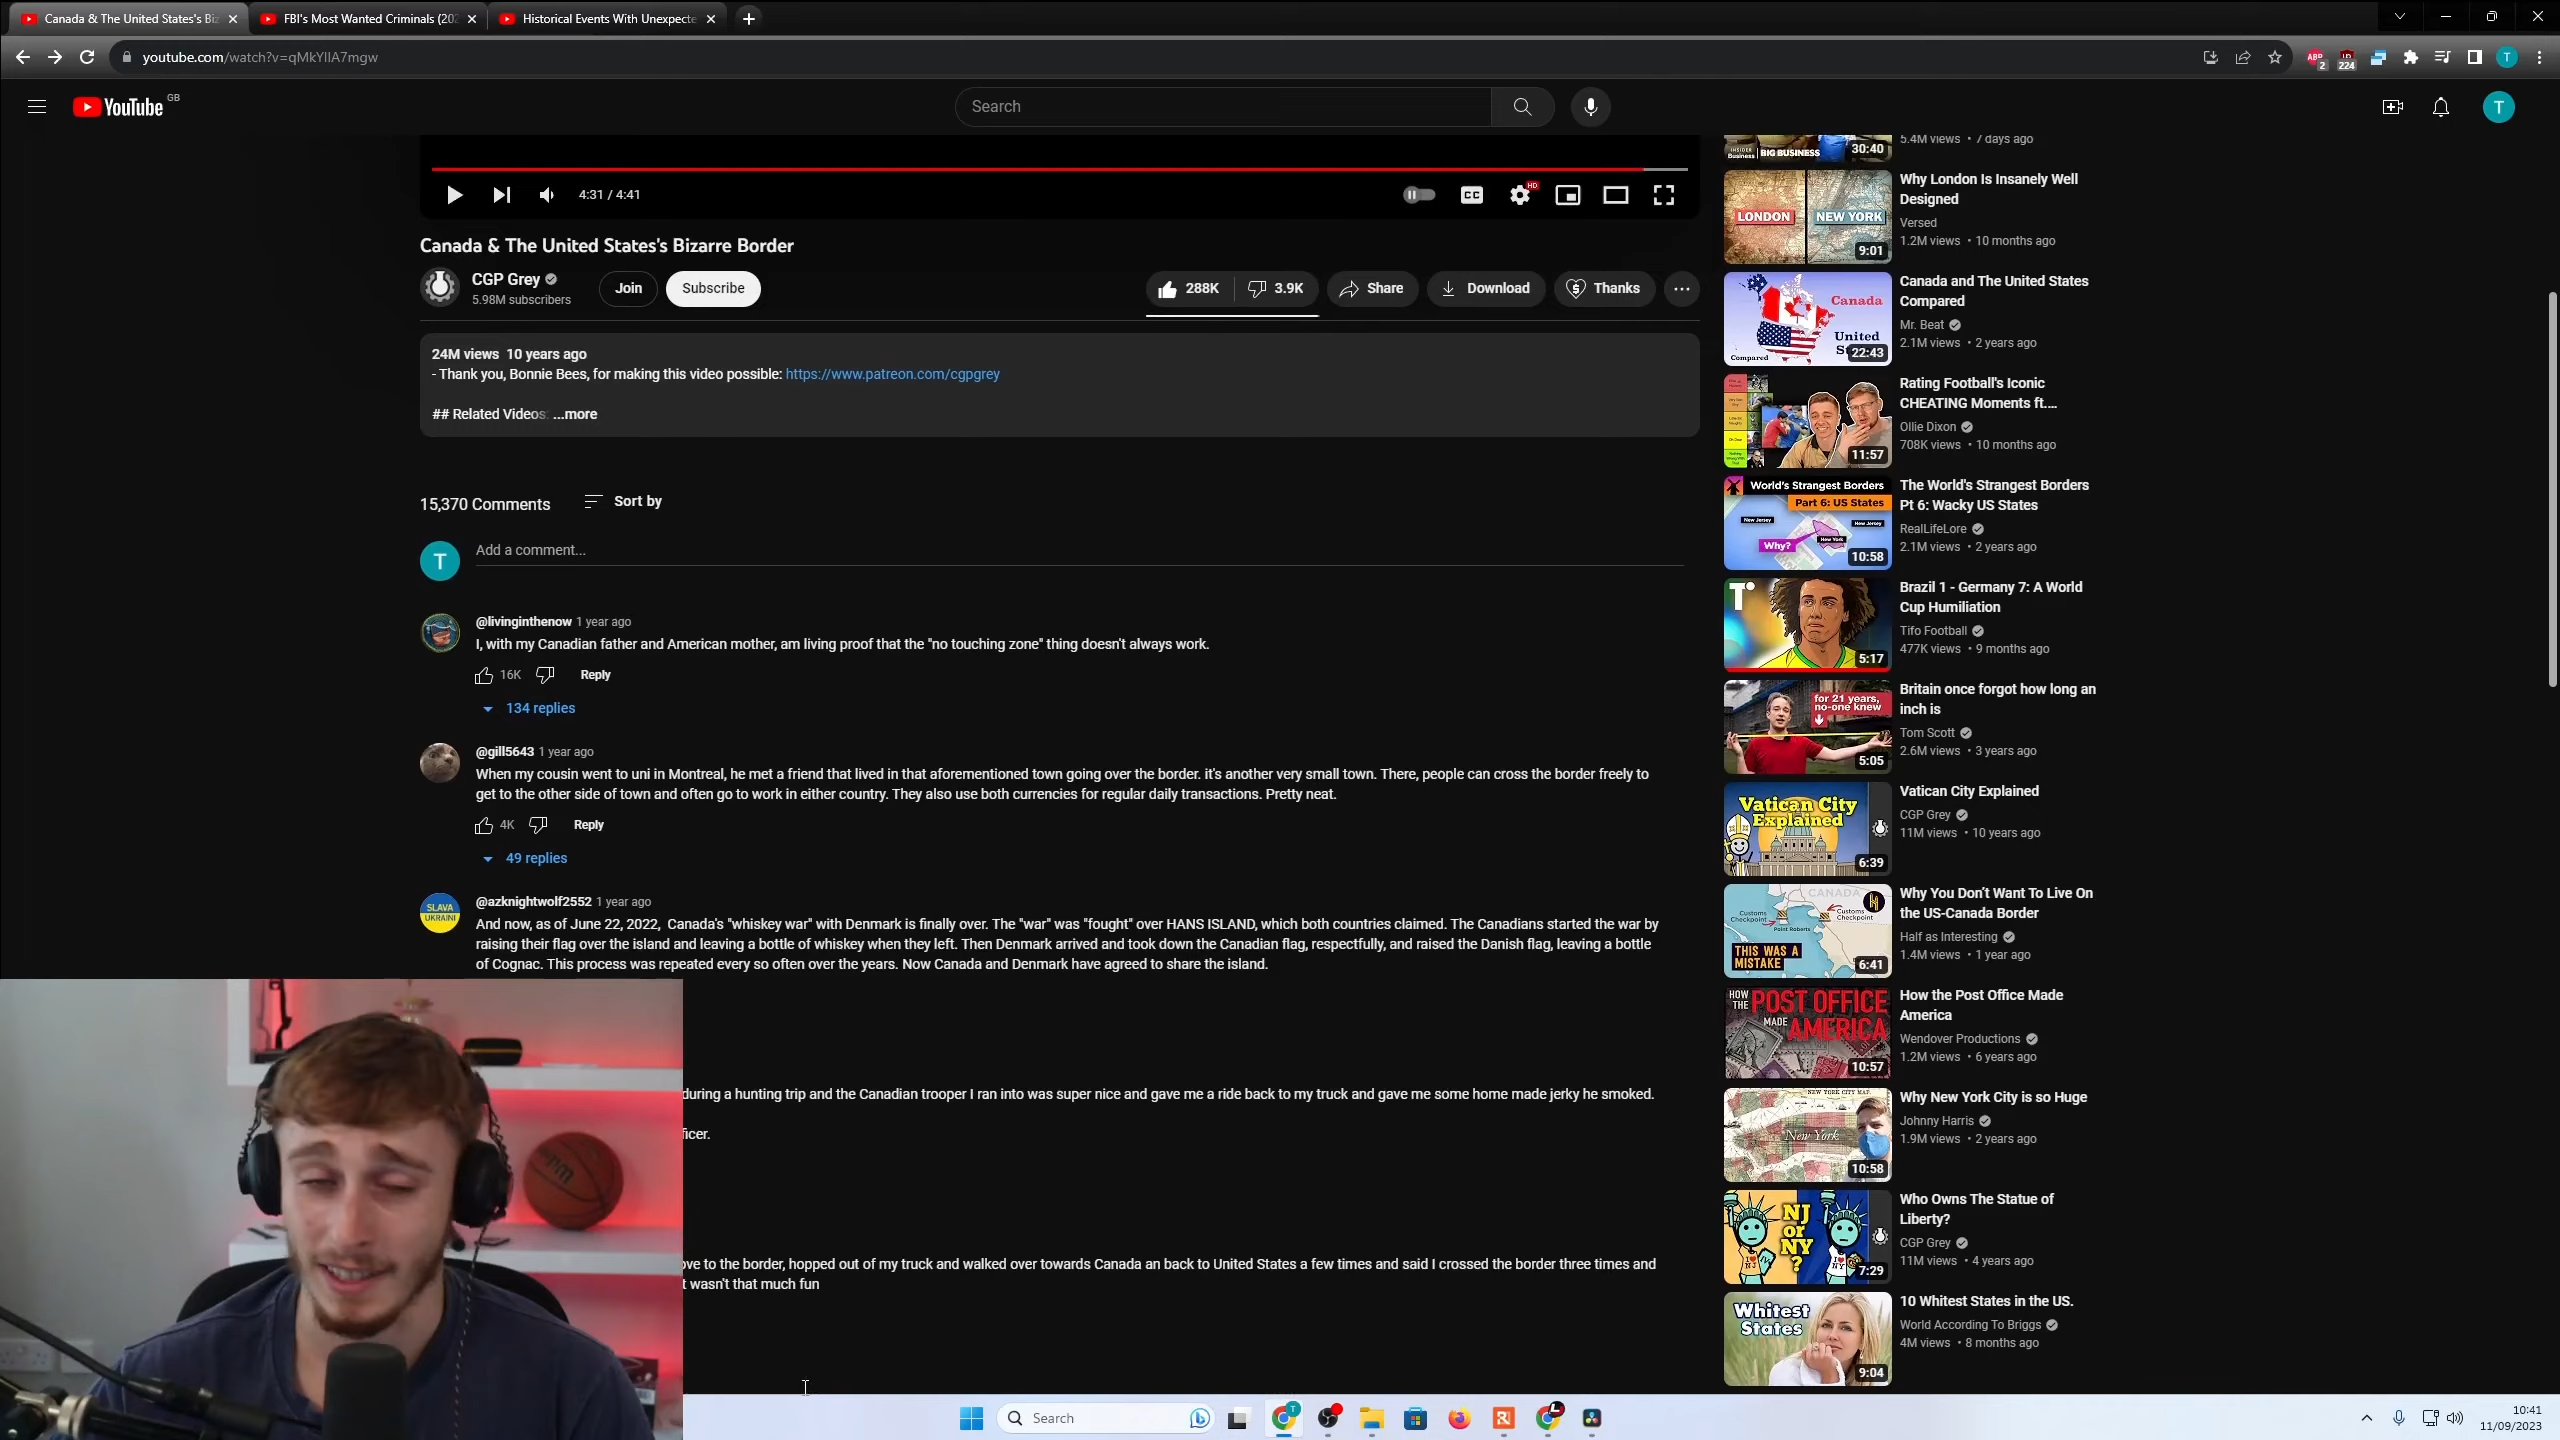 Canada & The United States's Biz
FBI's Most Wanted Criminals (202
Historical Events With Unexpecte
youtube.com/watch?v=qMkYlIA7mgw
ABP
2
224
T
YouTube GB
Search
T
4:31 / 4:41
CC
HD
Canada & The United States's Bizarre Border
CGP Grey
5.98M subscribers
Join
Subscribe
288K
3.9K
Share
Download
Thanks
24M views 10 years ago
- Thank you, Bonnie Bees, for making this video possible: https://www.patreon.com/cgpgrey
## Related Videos: ...more
15,370 Comments
Sort by
T
Add a comment...
@livinginthenow 1 year ago
I, with my Canadian father and American mother, am living proof that the "no touching zone" thing doesn't always work.
16K
Reply
134 replies
@gill5643 1 year ago
When my cousin went to uni in Montreal, he met a friend that lived in that aforementioned town going over the border. it's another very small town. There, people can cross the border freely to
get to the other side of town and often go to work in either country. They also use both currencies for regular daily transactions. Pretty neat.
4K
Reply
49 replies
SLAVA
UKRAINI
@azknightwolf2552 1 year ago
And now, as of June 22, 2022, Canada's "whiskey war" with Denmark is finally over. The "war" was "fought" over HANS ISLAND, which both countries claimed. The Canadians started the war by
raising their flag over the island and leaving a bottle of whiskey when they left. Then Denmark arrived and took down the Canadian flag, respectfully, and raised the Danish flag, leaving a bottle
of Cognac. This process was repeated every so often over the years. Now Canada and Denmark have agreed to share the island.
during a hunting trip and the Canadian trooper I ran into was super nice and gave me a ride back to my truck and gave me some home made jerky he smoked.
ficer.
ove to the border, hopped out of my truck and walked over towards Canada an back to United States a few times and said I crossed the border three times and
t wasn't that much fun
BIG BUSINESS
30:40
5.4M views • 7 days ago
LONDON
NEW YORK
9:01
Why London Is Insanely Well
Designed
Versed
1.2M views • 10 months ago
Canada
United
Compared
22:43
Canada and The United States
Compared
Mr. Beat
2.1M views • 2 years ago
11:57
Rating Football's Iconic
CHEATING Moments ft....
Ollie Dixon
708K views • 10 months ago
World's Strangest Borders
Part 6: US States
New Jersey
New Jersey
Why?
New York
10:58
The World's Strangest Borders
Pt 6: Wacky US States
RealLifeLore
2.1M views • 2 years ago
5:17
Brazil 1 - Germany 7: A World
Cup Humiliation
Tifo Football
477K views • 9 months ago
for 21 years,
no-one knew
5:05
Britain once forgot how long an
inch is
Tom Scott
2.6M views • 3 years ago
Vatican City
Explained
6:39
Vatican City Explained
CGP Grey
11M views • 10 years ago
CANADA
Customs
Checkpoint
Customs
Checkpoint
Point Roberts
THIS WAS A
MISTAKE
6:41
Why You Don't Want To Live On
the US-Canada Border
Half as Interesting
1.4M views • 1 year ago
HOW
THE
POST OFFICE
MADE
AMERICA
10:57
How the Post Office Made
America
Wendover Productions
1.2M views • 6 years ago
NEW YORK CITY MAP
New York
10:58
Why New York City is so Huge
Johnny Harris
1.9M views • 2 years ago
NJ
or
NY
?
7:29
Who Owns The Statue of
Liberty?
CGP Grey
11M views • 4 years ago
Whitest
States
9:04
10 Whitest States in the US.
World According To Briggs
4M views • 8 months ago
Search
10:41
11/09/2023